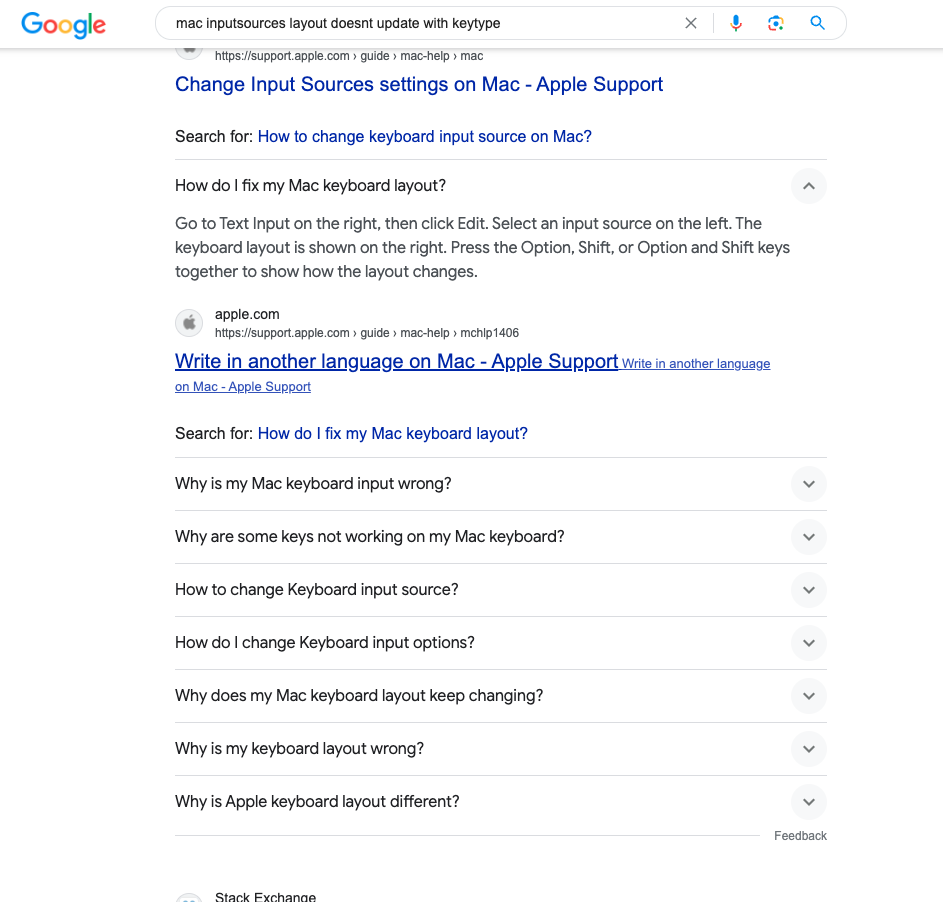 Google
mac inputsources layout doesnt update with keytype
https://support.apple.com › guide › mac-help › mac
Change Input Sources settings on Mac - Apple Support
Search for: How to change keyboard input source on Mac?
How do I fix my Mac keyboard layout?
Go to Text Input on the right, then click Edit. Select an input source on the left. The
keyboard layout is shown on the right. Press the Option, Shift, or Option and Shift keys
together to show how the layout changes.
apple.com
https://support.apple.com › guide › mac-help › mchlp1406
Write in another language on Mac - Apple Support Write in another language
on Mac - Apple Support
Search for: How do I fix my Mac keyboard layout?
Why is my Mac keyboard input wrong?
Why are some keys not working on my Mac keyboard?
How to change Keyboard input source?
How do I change Keyboard input options?
Why does my Mac keyboard layout keep changing?
Why is my keyboard layout wrong?
Why is Apple keyboard layout different?
Feedback
Stack Exchange